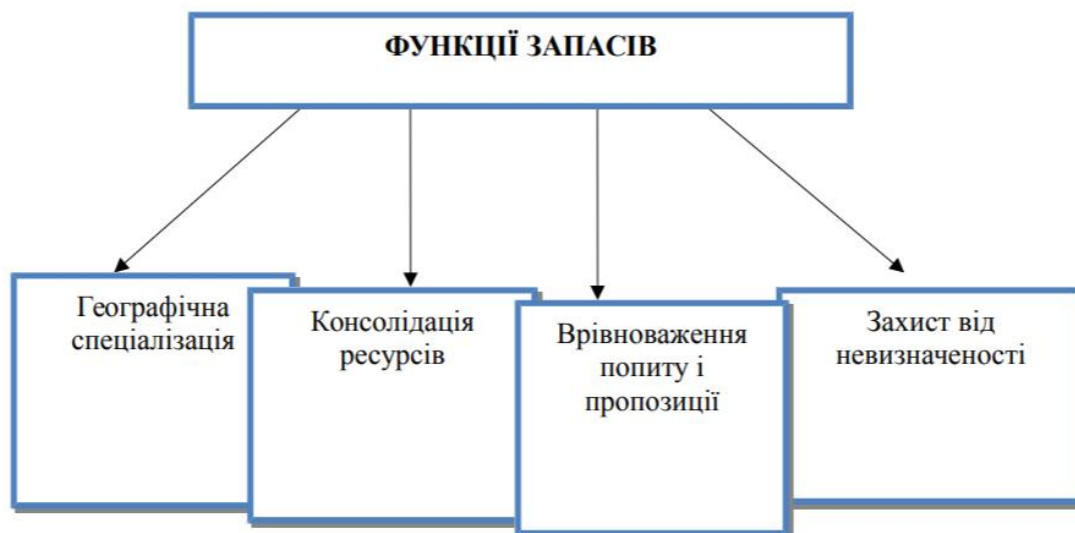 ФУНКЦІЇ ЗАПАСІВ
Географічна
спеціалізація
Консолідація
ресурсів
Врівноваження
попиту і
пропозиції
Захист від
невизначеності